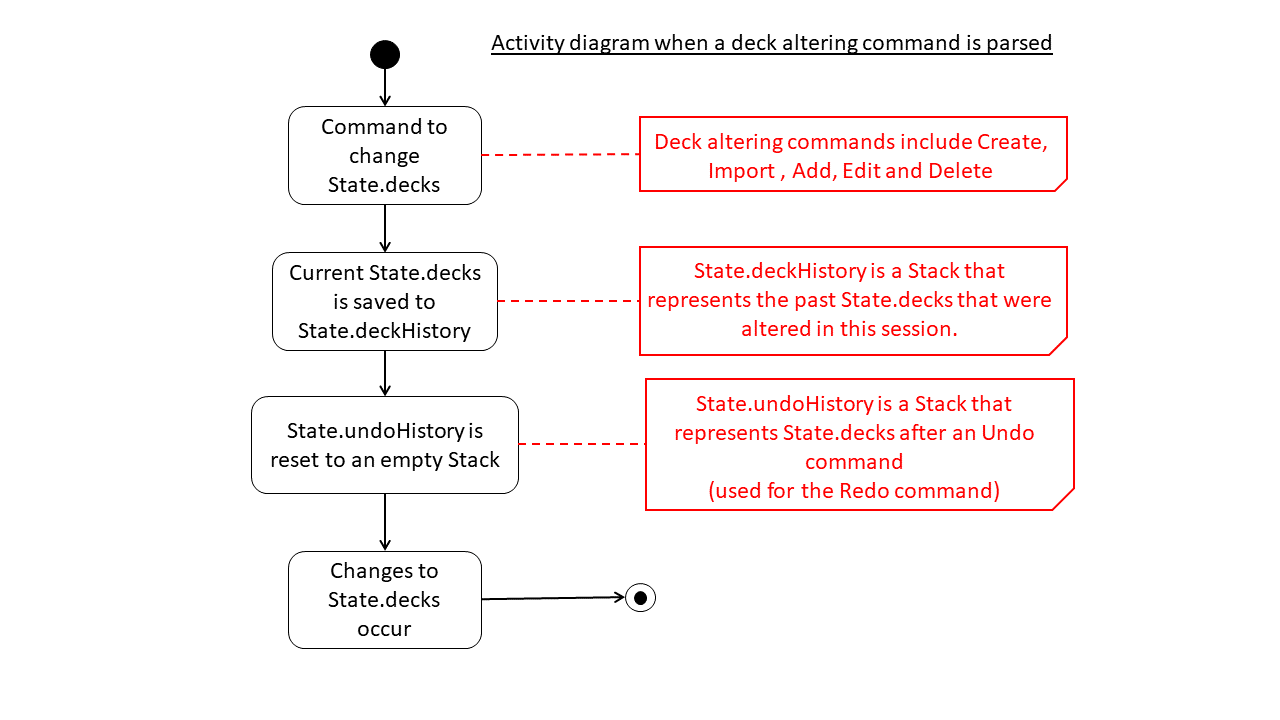 Activity diagram when a deck altering command is parsed
Command to
change
State.decks
Deck altering commands include Create,
Import , Add, Edit and Delete
Current State.decks
is saved to
State.deckHistory
State.deckHistory is a Stack that
represents the past State.decks that were
altered in this session.
State.undoHistory is
reset to an empty Stack
State.undoHistory is a Stack that
represents State.decks after an Undo
command
(used for the Redo command)
Changes to
State.decks
occur